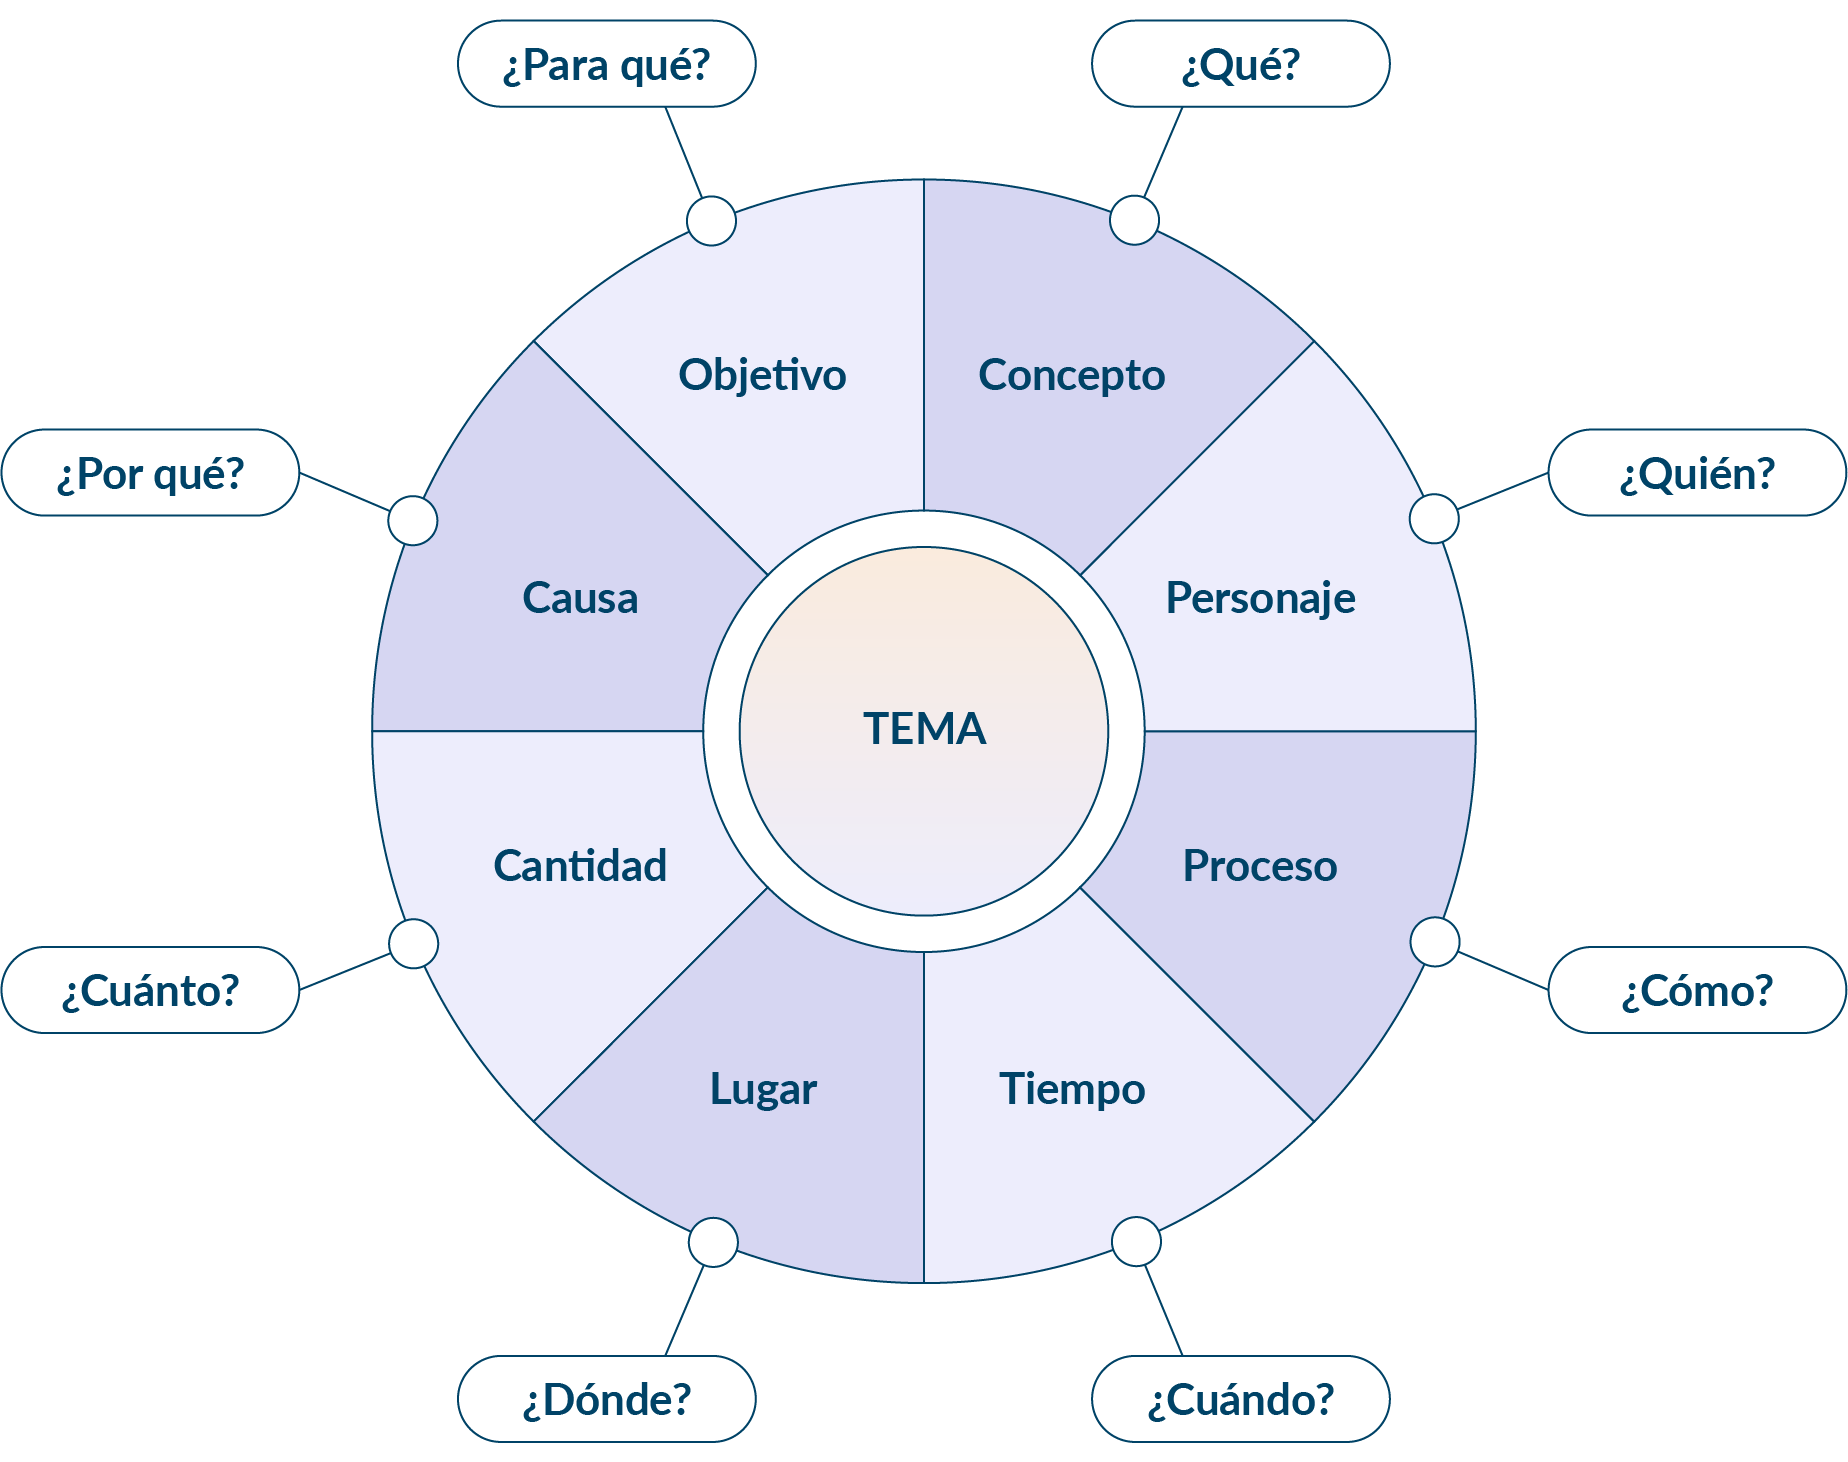 ¿Para qué?
¿Qué?
Objetivo
Concepto
¿Por qué?
¿Quién?
Causa
Personaje
TEMA
Cantidad
Proceso
¿Cuánto?
¿Cómo?
Lugar
Tiempo
¿Dónde?
¿Cuándo?